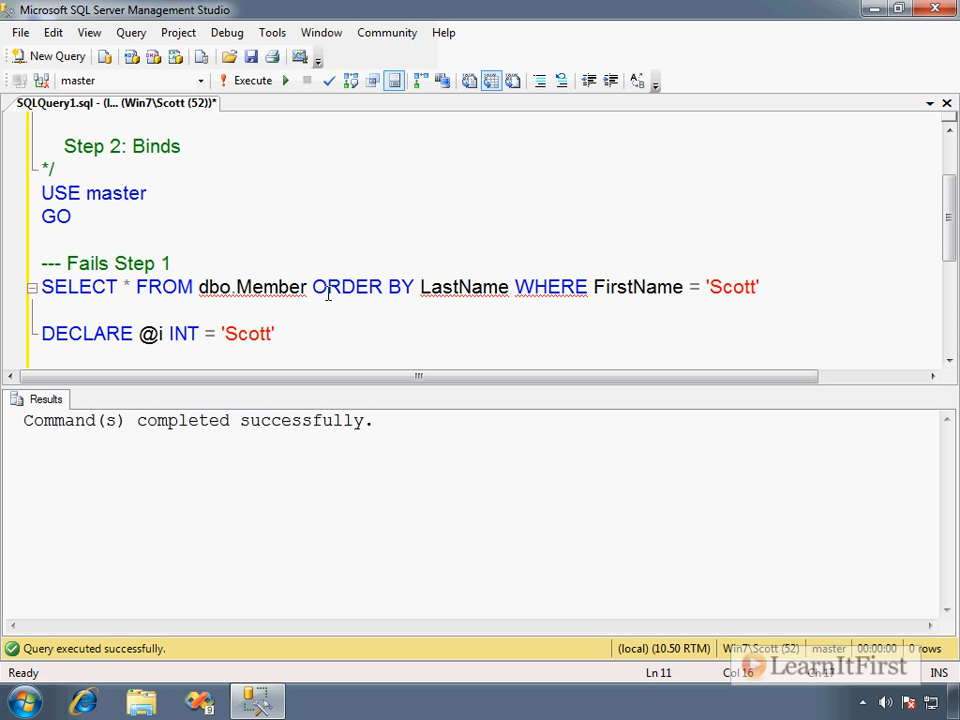 Microsoft SQL Server Management Studio
File Edit View Query Project Debug Tools Window Community Help
New Query
master Execute
SQLQuery1.sql - (l... (Win7\Scott (52))*
Step 2: Binds
*/
USE master
GO
--- Fails Step 1
SELECT * FROM dbo.Member ORDER BY LastName WHERE FirstName = 'Scott'
DECLARE @i INT = 'Scott'
Results
Command(s) completed successfully.
Query executed successfully. (local) (10.50 RTM) Win7\Scott (52) master 00:00:00 0 rows
Ready Ln 11 Col 16 Ch 17 INS
LearnItFirst